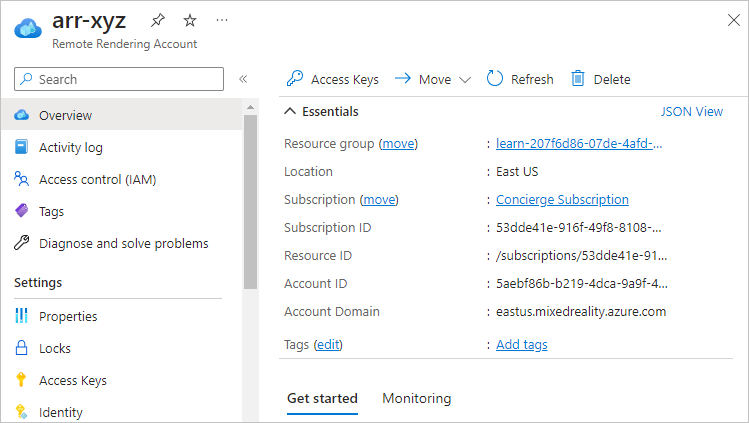 arr-xyz
Remote Rendering Account
Search
Overview
Activity log
Access control (IAM)
Tags
Diagnose and solve problems
Settings
Properties
Locks
Access Keys
Identity
Access Keys Move Refresh Delete
Essentials JSON View
Resource group (move) : learn-207f6d86-07de-4afd-...
Location : East US
Subscription (move) : Concierge Subscription
Subscription ID : 53dde41e-916f-49f8-8108-...
Resource ID : /subscriptions/53dde41e-91...
Account ID : 5aebf86b-b219-4dca-9a9f-4...
Account Domain : eastus.mixedreality.azure.com
Tags (edit) : Add tags
Get started Monitoring